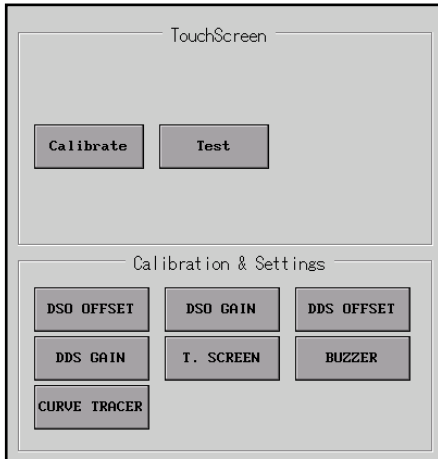 TouchScreen
Calibrate Test
Calibration & Settings
DSO OFFSET DSO GAIN DDS OFFSET
DDS GAIN T. SCREEN BUZZER
CURVE TRACER